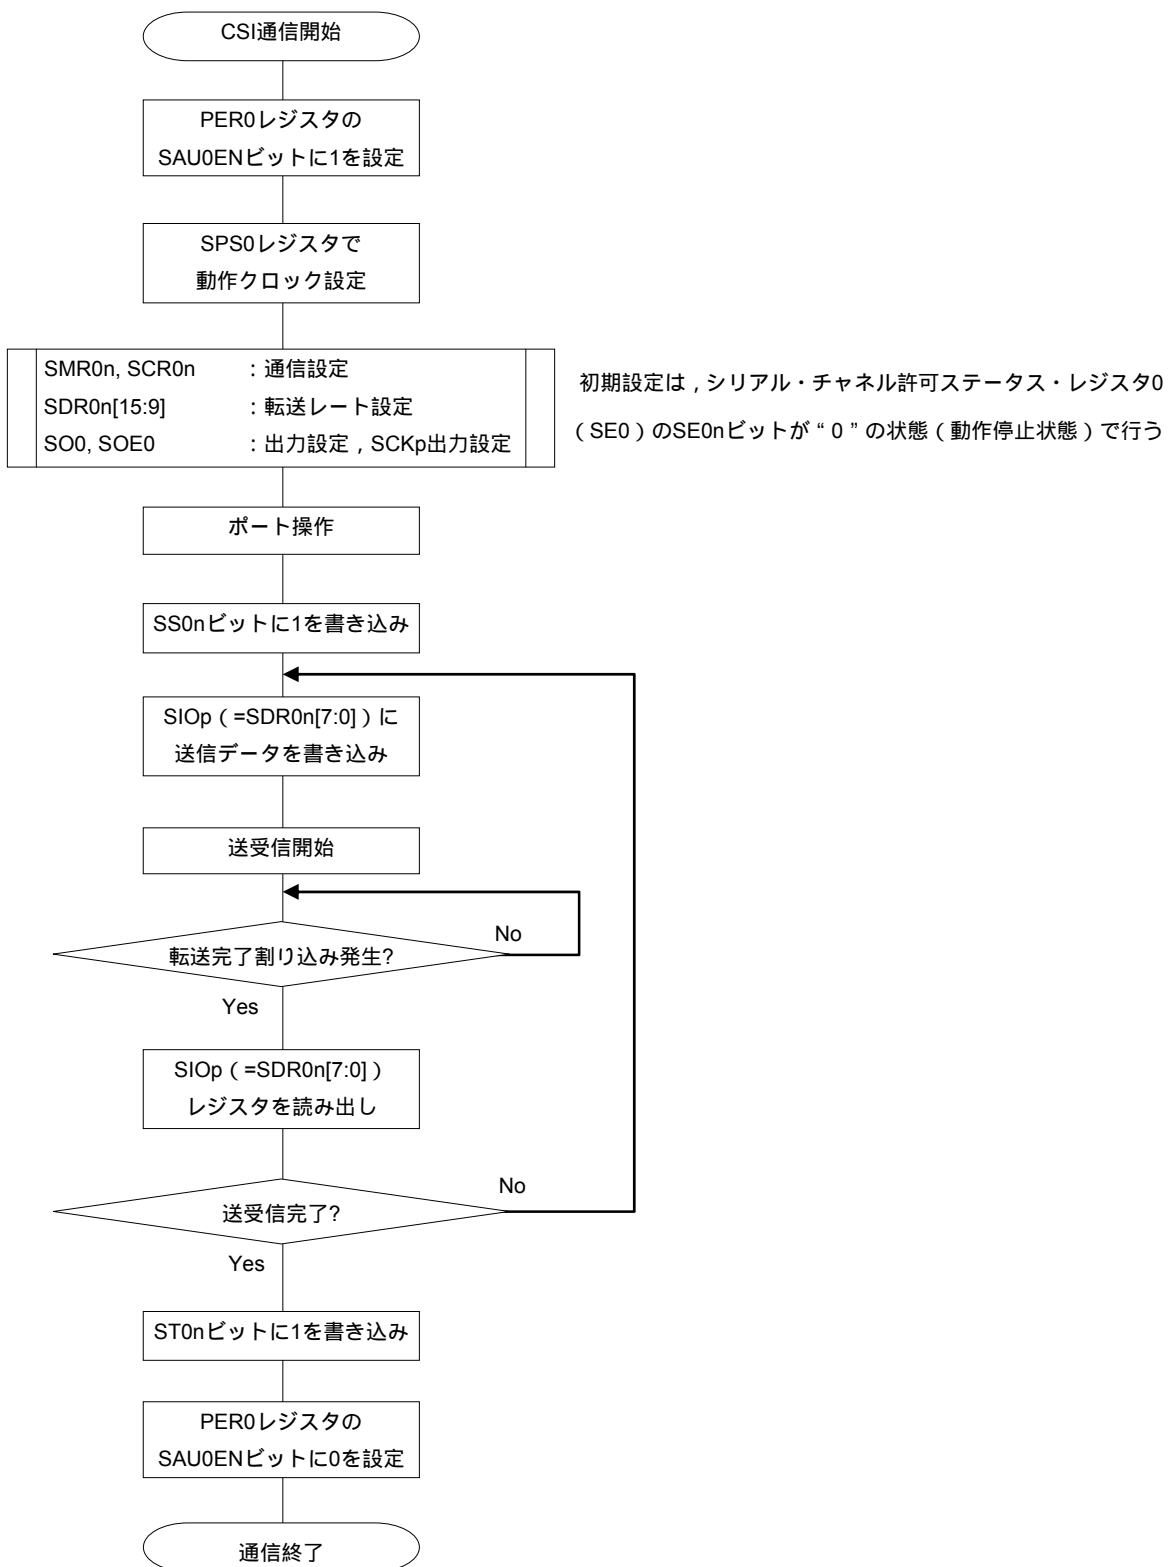 CSI通信開始
PER0レジスタの
SAU0ENビットに1を設定
SPS0レジスタで
動作クロック設定
SMR0n, SCR0n ：通信設定
SDR0n[15:9] ：転送レート設定
SO0, SOE0 ：出力設定，SCKp出力設定
初期設定は，シリアル・チャネル許可ステータス・レジスタ0
（SE0）のSE0nビットが“0”の状態（動作停止状態）で行う
ポート操作
SS0nビットに1を書き込み
SIOp（=SDR0n[7:0]）に
送信データを書き込み
送受信開始
転送完了割り込み発生?
No
Yes
SIOp（=SDR0n[7:0]）
レジスタを読み出し
送受信完了?
No
Yes
ST0nビットに1を書き込み
PER0レジスタの
SAU0ENビットに0を設定
通信終了